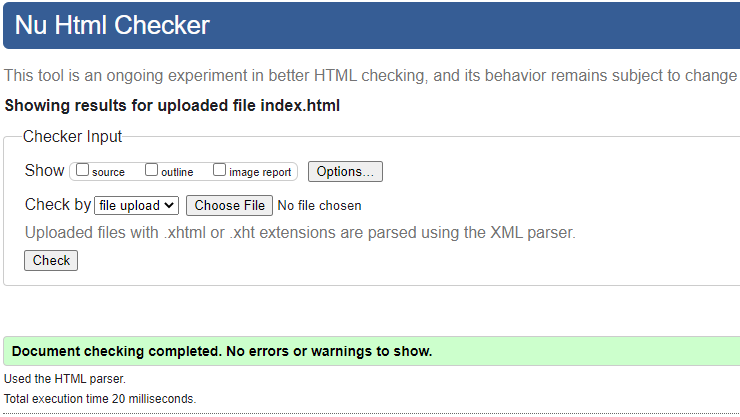 Nu Html Checker
This tool is an ongoing experiment in better HTML checking, and its behavior remains subject to change
Showing results for uploaded file index.html
Checker Input
Show source outline image report Options...
Check by file upload Choose File No file chosen
Uploaded files with .xhtml or .xht extensions are parsed using the XML parser.
Check
Document checking completed. No errors or warnings to show.
Used the HTML parser.
Total execution time 20 milliseconds.